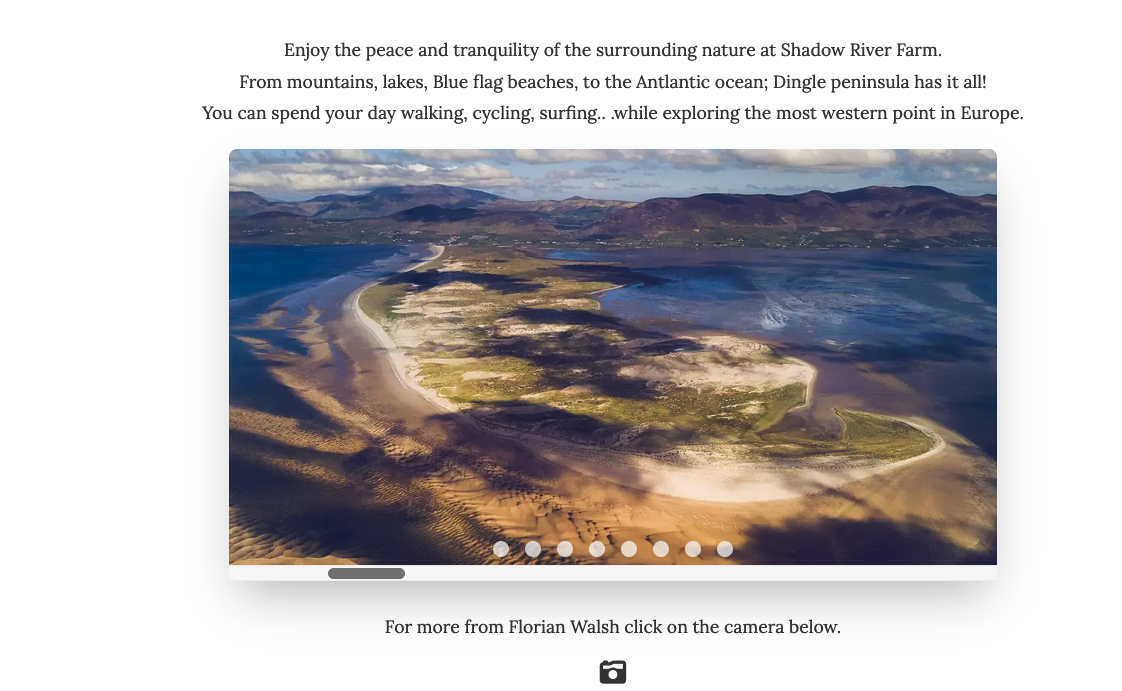 Enjoy the peace and tranquility of the surrounding nature at Shadow River Farm.
From mountains, lakes, Blue flag beaches, to the Antlantic ocean; Dingle peninsula has it all!
You can spend your day walking, cycling, surfing.. .while exploring the most western point in Europe.
For more from Florian Walsh click on the camera below.